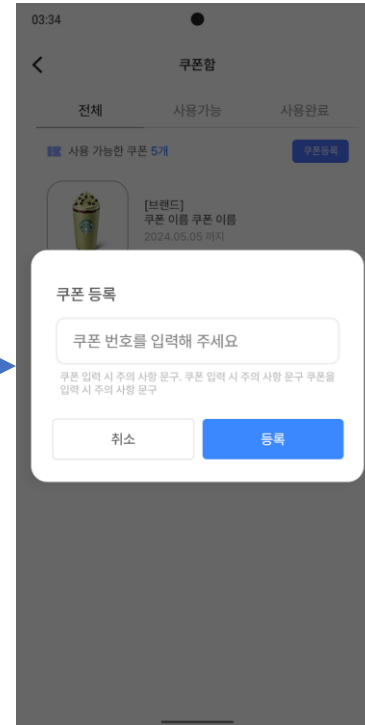 03:34
쿠폰함
전체 사용가능 사용완료
사용 가능한 쿠폰 5개 쿠폰등록
[브랜드]
쿠폰 이름 쿠폰 이름
2024.05.05 까지
쿠폰 등록
쿠폰 번호를 입력해 주세요
쿠폰 입력 시 주의 사항 문구. 쿠폰 입력 시 주의 사항 문구 쿠폰을
입력 시 주의 사항 문구
취소 등록